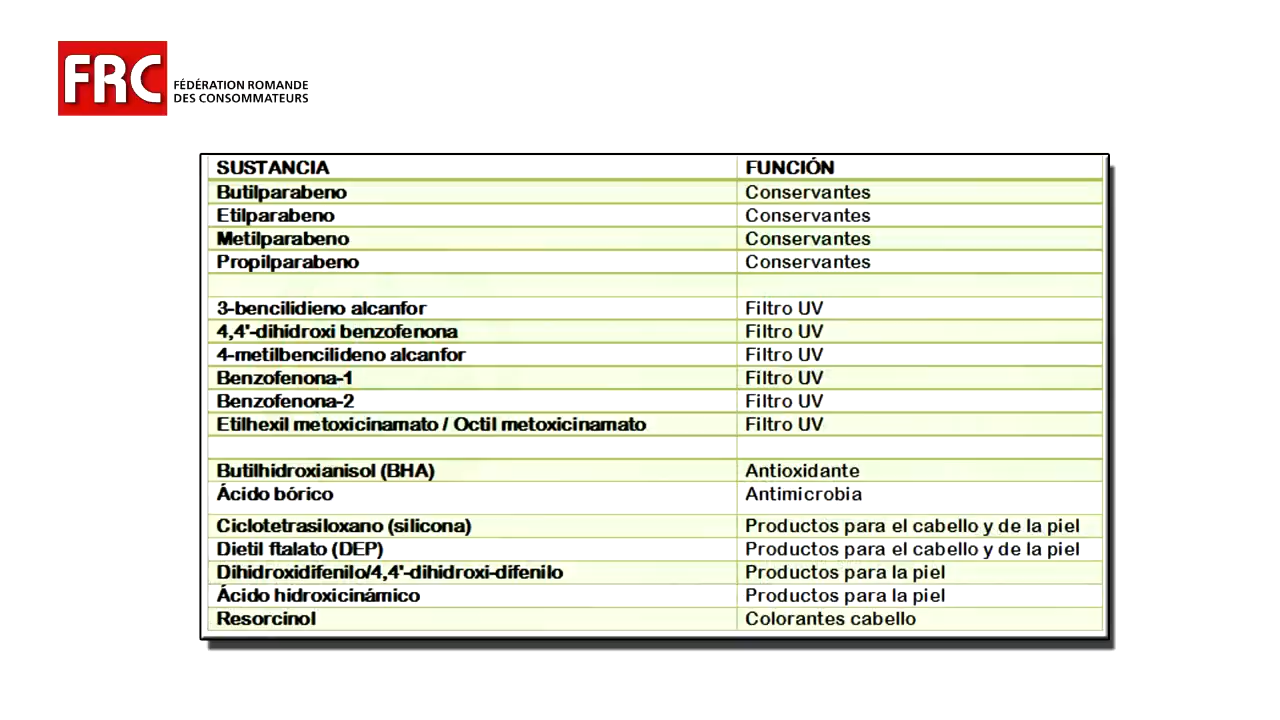 FRC FÉDÉRATION ROMANDE
DES CONSOMMATEURS
SUSTANCIA FUNCIÓN
Butilparabeno Conservantes
Etilparabeno Conservantes
Metilparabeno Conservantes
Propilparabeno Conservantes
3-bencilidieno alcanfor Filtro UV
4,4'-dihidroxi benzofenona Filtro UV
4-metilbencilideno alcanfor Filtro UV
Benzofenona-1 Filtro UV
Benzofenona-2 Filtro UV
Etilhexil metoxicinamato / Octil metoxicinamato Filtro UV
Butilhidroxianisol (BHA) Antioxidante
Ácido bórico Antimicrobia
Ciclotetrasiloxano (silicona) Productos para el cabello y de la piel
Dietil ftalato (DEP) Productos para el cabello y de la piel
Dihidroxidifenilo/4,4'-dihidroxi-difenilo Productos para la piel
Ácido hidroxicinámico Productos para la piel
Resorcinol Colorantes cabello